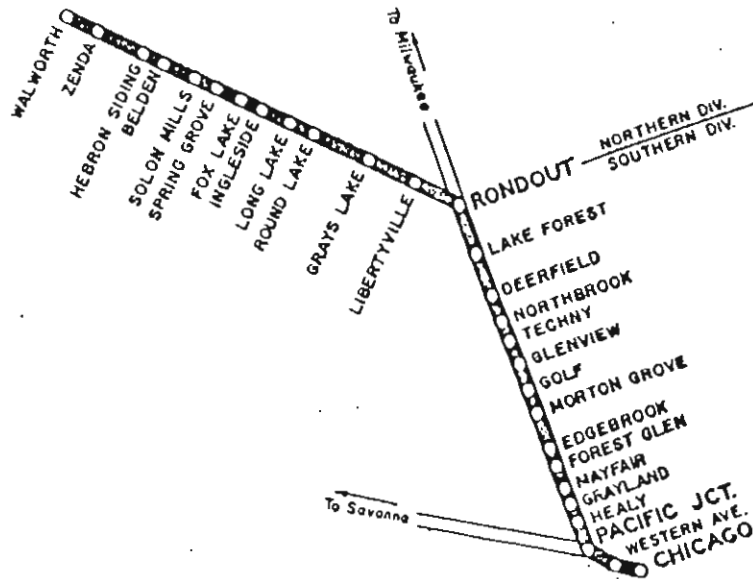 WALWORTH
ZENDA
HEBRON SIDING
BELDEN
SOLON MILLS
SPRING GROVE
FOX LAKE
INGLESIDE
LONG LAKE
ROUND LAKE
GRAYS LAKE
LIBERTYVILLE
To Milwaukee
RONDOUT
NORTHERN DIV.
SOUTHERN DIV.
LAKE FOREST
DEERFIELD
NORTHBROOK
TECHNY
GLENVIEW
GOLF
MORTON GROVE
EDGEBROOK
FOREST GLEN
MAYFAIR
GRAYLAND
HEALY
PACIFIC JCT.
WESTERN AVE.
CHICAGO
To Savanna